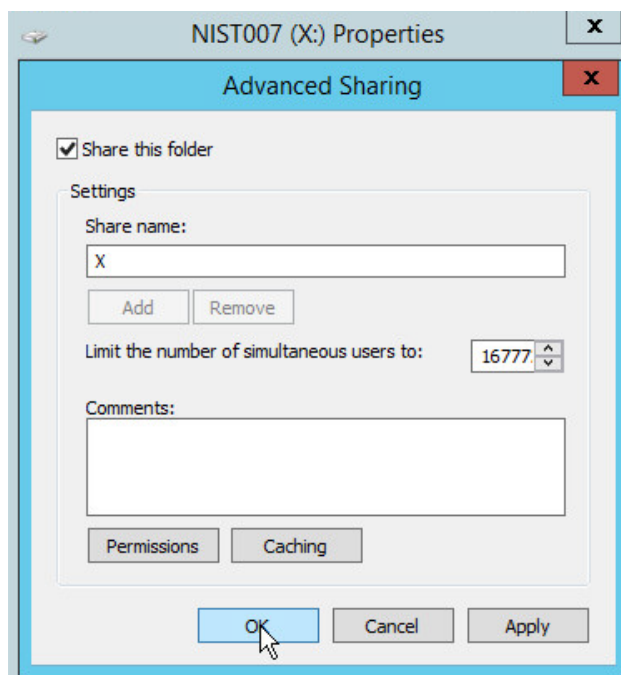 NIST007 (X:) Properties
x
Advanced Sharing
x
Share this folder
Settings
Share name:
X
Add
Remove
Limit the number of simultaneous users to:
16777
Comments:
Permissions
Caching
OK
Cancel
Apply